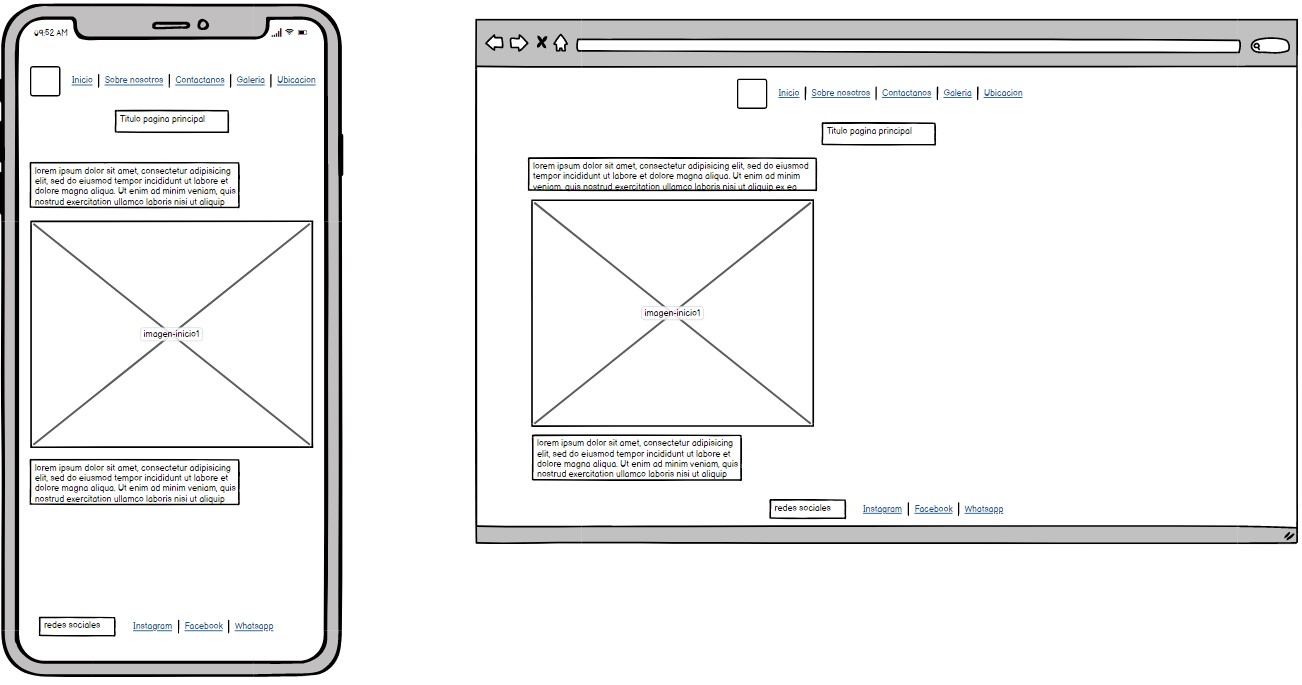 09:52 AM
Inicio | Sobre nosotros | Contactanos | Galeria | Ubicacion
Titulo pagina principal
lorem ipsum dolor sit amet, consectetur adipisicing
elit, sed do eiusmod tempor incididunt ut labore et
dolore magna aliqua. Ut enim ad minim veniam, quis
nostrud exercitation ullamco laboris nisi ut aliquip
imagen-inicio1
lorem ipsum dolor sit amet, consectetur adipisicing
elit, sed do eiusmod tempor incididunt ut labore et
dolore magna aliqua. Ut enim ad minim veniam, quis
nostrud exercitation ullamco laboris nisi ut aliquip
redes sociales
Instagram | Facebook | Whatsapp
Inicio | Sobre nosotros | Contactanos | Galeria | Ubicacion
Titulo pagina principal
lorem ipsum dolor sit amet, consectetur adipisicing elit, sed do eiusmod
tempor incididunt ut labore et dolore magna aliqua. Ut enim ad minim
veniam, quis nostrud exercitation ullamco laboris nisi ut aliquip ex ea
imagen-inicio1
lorem ipsum dolor sit amet, consectetur adipisicing
elit, sed do eiusmod tempor incididunt ut labore et
dolore magna aliqua. Ut enim ad minim veniam, quis
nostrud exercitation ullamco laboris nisi ut aliquip
redes sociales
Instagram | Facebook | Whatsapp